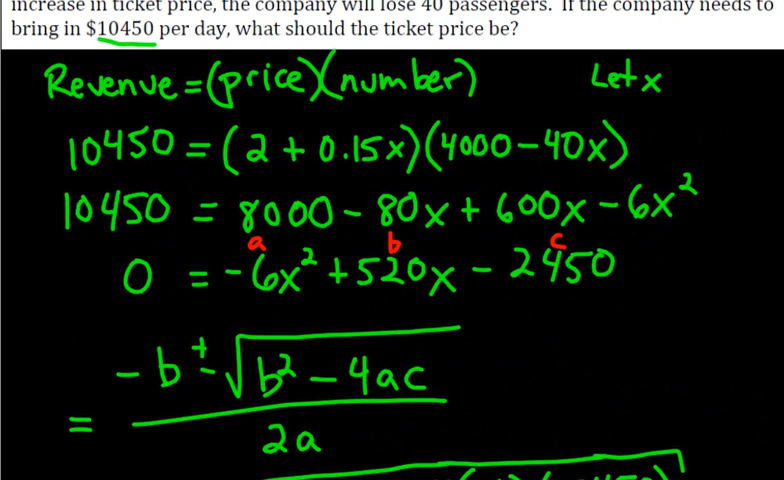 increase in ticket price, the company will lose 40 passengers. If the company needs to
bring in $10450 per day, what should the ticket price be?
Revenue = (price)(number) Let x
10450 = (2 + 0.15x)(4000 - 40x)
10450 = 8000 - 80x + 600x - 6x²
a b c
0 = -6x² + 520x - 2450
= (-b ± √(b² - 4ac)) / 2a